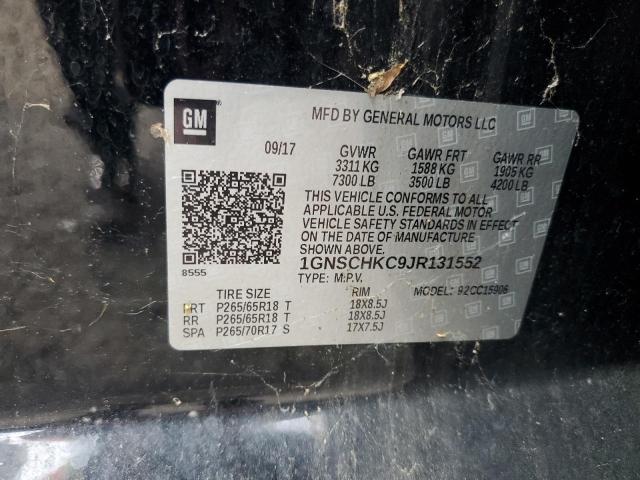 GM
MFD BY GENERAL MOTORS LLC
09/17 GVWR GAWR FRT GAWR RR
3311 KG 1588 KG 1905 KG
7300 LB 3500 LB 4200 LB
THIS VEHICLE CONFORMS TO ALL
APPLICABLE U.S. FEDERAL MOTOR
VEHICLE SAFETY STANDARDS IN EFFECT
ON THE DATE OF MANUFACTURE
SHOWN ABOVE.
8555
1GNSCHKC9JR131552
TYPE: M.P.V. MODEL: 92CC15906
TIRE SIZE RIM
FRT P265/65R18 T 18X8.5J
RR P265/65R18 T 18X8.5J
SPA P265/70R17 S 17X7.5J